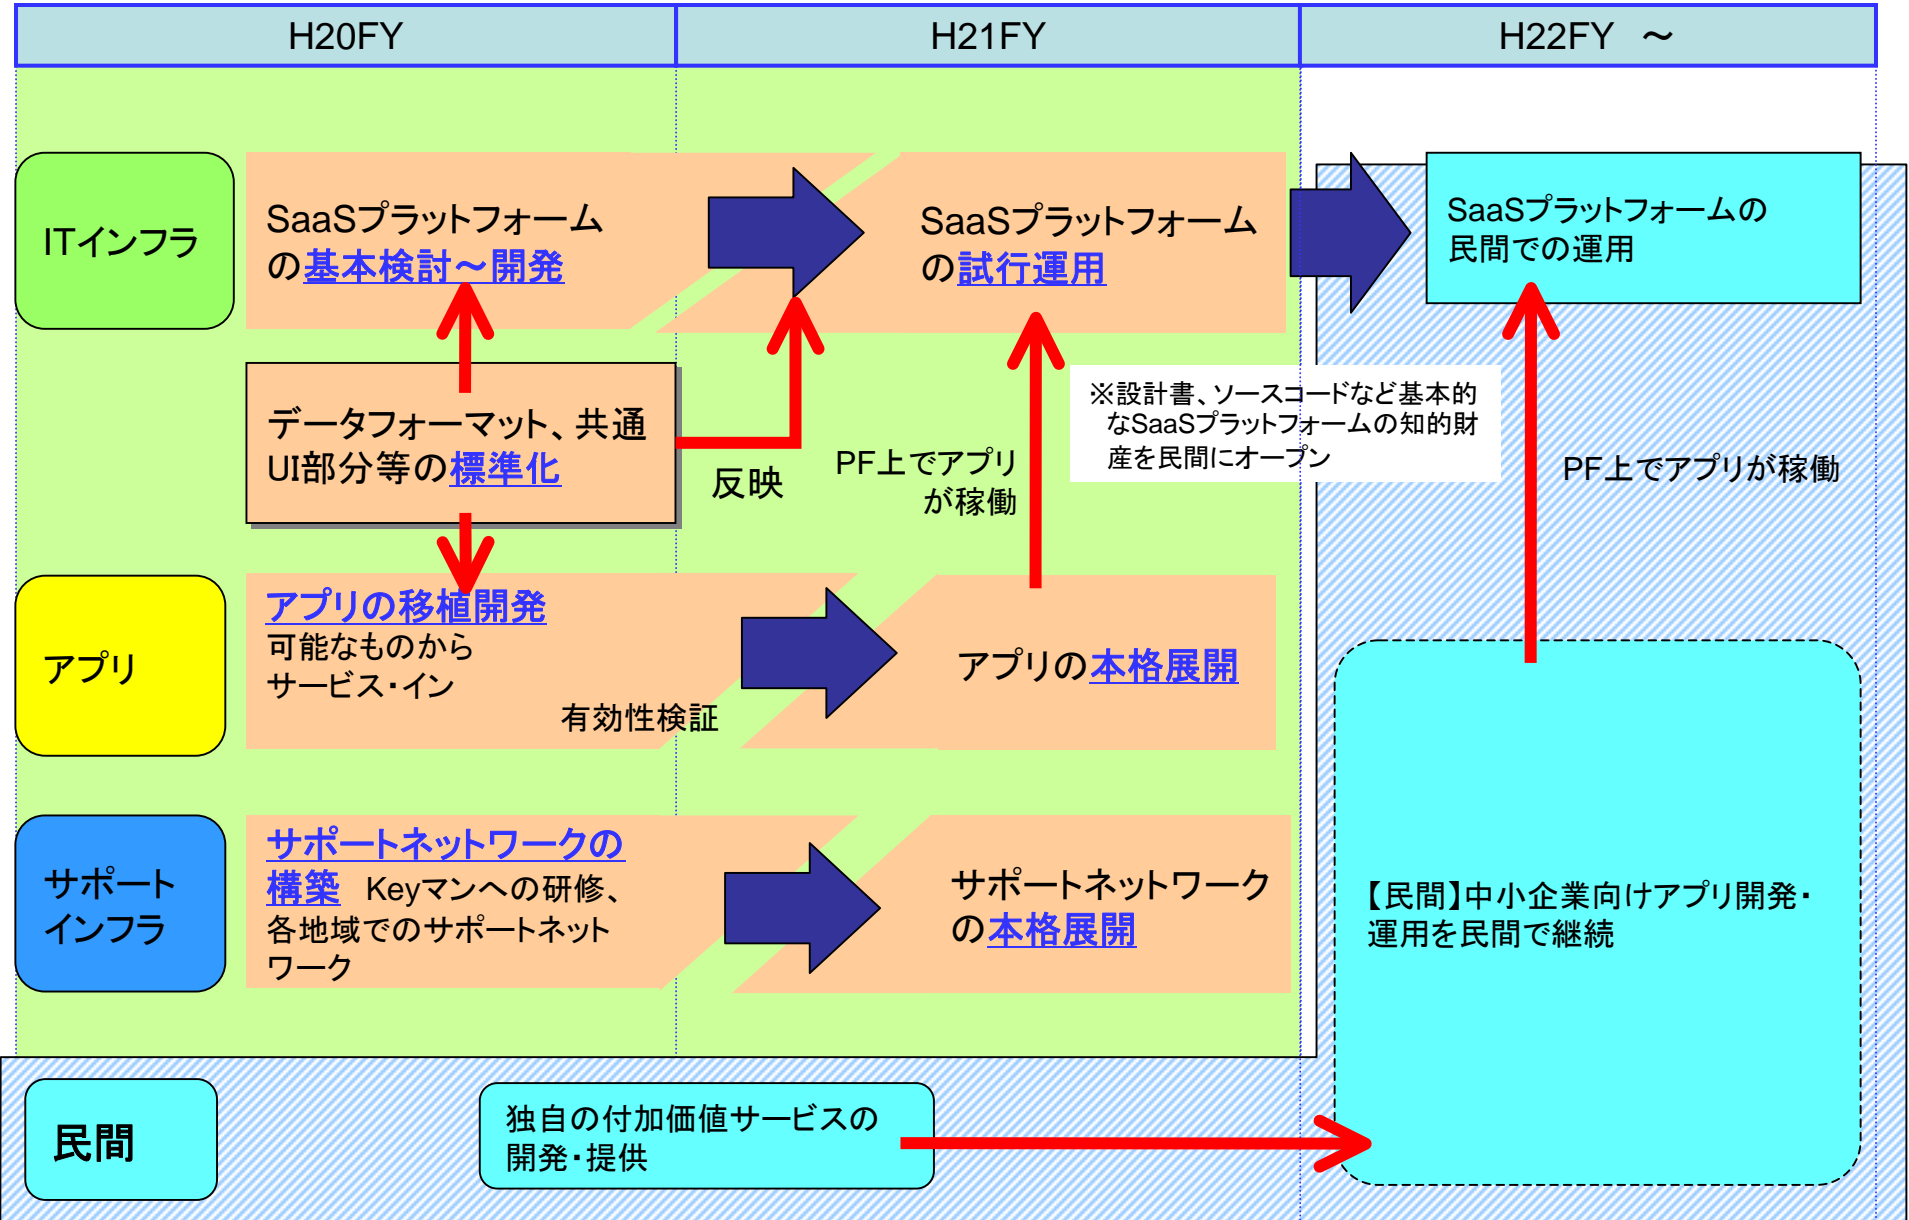 H20FY
H21FY
H22FY ～
ITインフラ
SaaSプラットフォーム
の基本検討～開発
SaaSプラットフォーム
の試行運用
SaaSプラットフォームの
民間での運用
データフォーマット、共通
UI部分等の標準化
反映
PF上でアプリ
が稼働
※設計書、ソースコードなど基本的
なSaaSプラットフォームの知的財
産を民間にオープン
PF上でアプリが稼働
アプリ
アプリの移植開発
可能なものから
サービス・イン
有効性検証
アプリの本格展開
サポート
インフラ
サポートネットワークの
構築 Keyマンへの研修、
各地域でのサポートネット
ワーク
サポートネットワーク
の本格展開
【民間】中小企業向けアプリ開発・
運用を民間で継続
民間
独自の付加価値サービスの
開発・提供